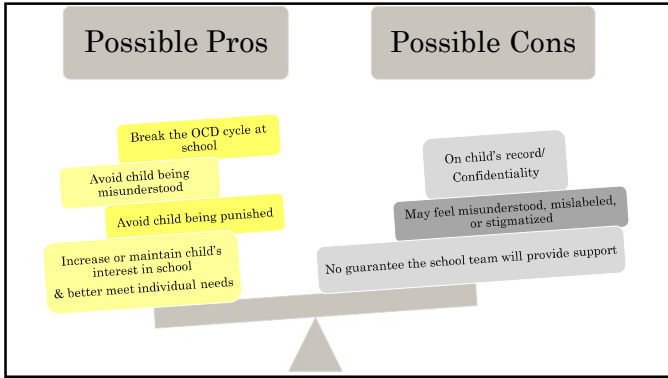 Possible Pros
Possible Cons
Break the OCD cycle at
school
Avoid child being
misunderstood
Avoid child being punished
Increase or maintain child's
interest in school
& better meet individual needs
On child's record/
Confidentiality
May feel misunderstood, mislabeled,
or stigmatized
No guarantee the school team will provide support